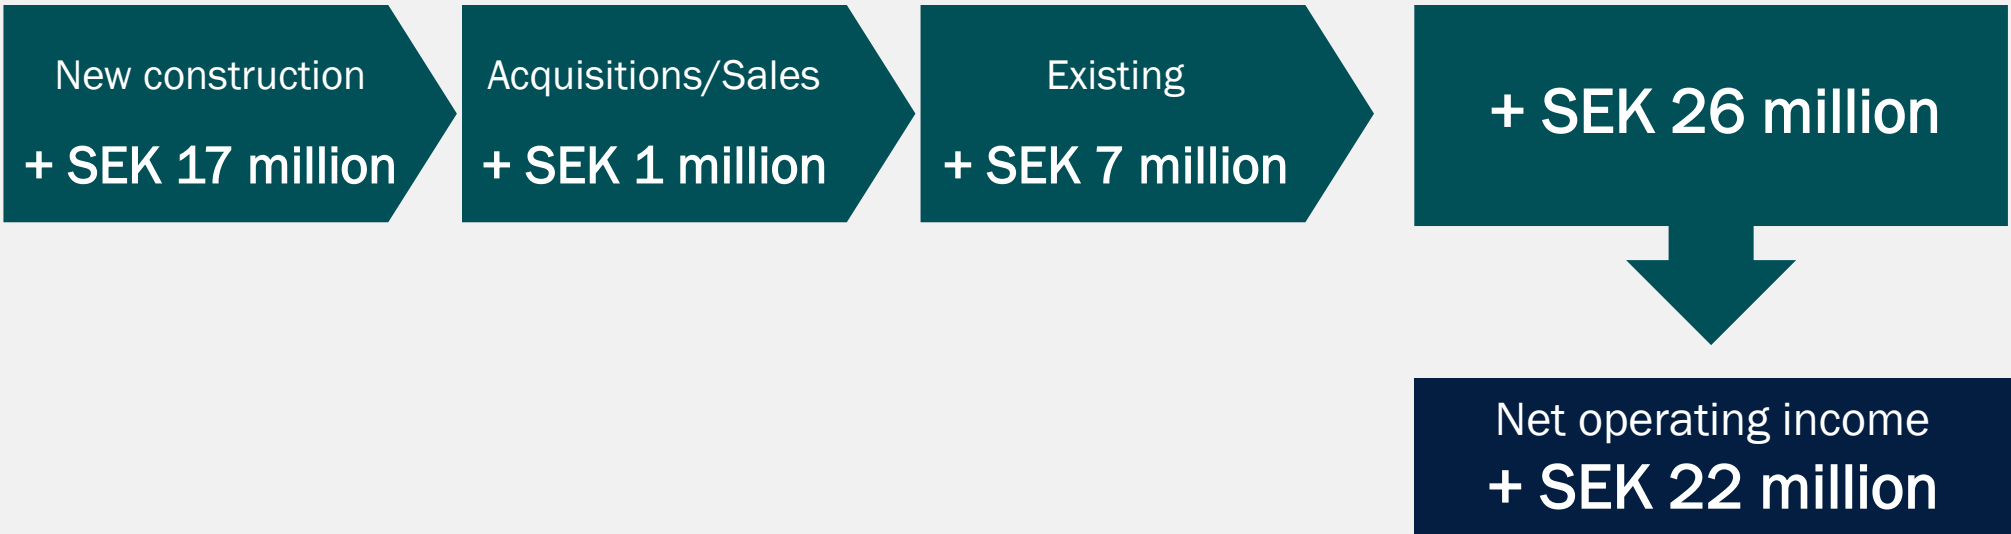 New construction
+ SEK 17 million
Acquisitions/Sales
+ SEK 1 million
Existing
+ SEK 7 million
+ SEK 26 million
Net operating income
+ SEK 22 million